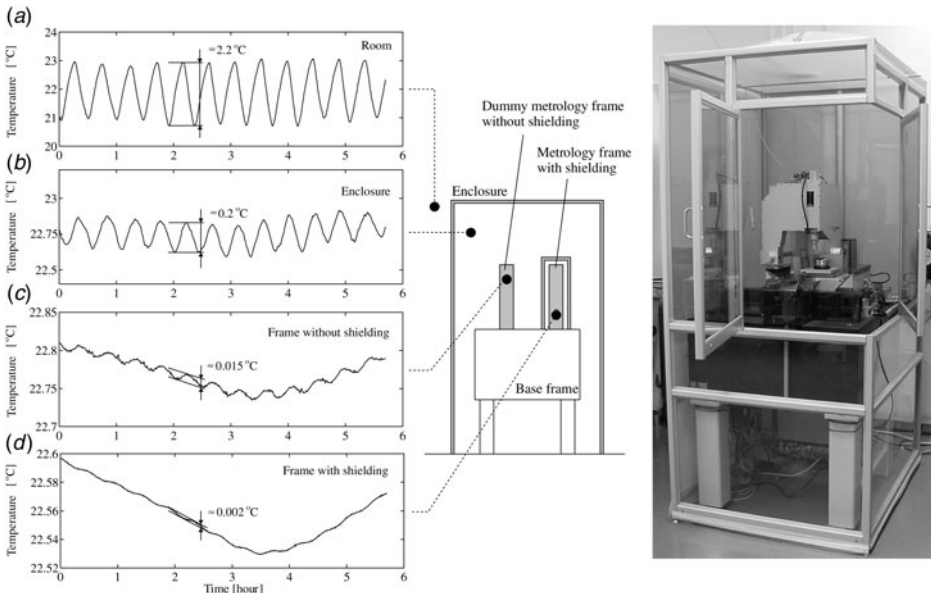 (a)
Temperature [°C]
24
23
22
21
20
0 1 2 3 4 5 6
≈ 2.2 °C
Room
(b)
Temperature [°C]
23
22.75
22.5
0 1 2 3 4 5 6
≈ 0.2 °C
Enclosure
(c)
Temperature [°C]
22.85
22.8
22.75
22.7
0 1 2 3 4 5 6
Frame without shielding
≈ 0.015 °C
(d)
Temperature [°C]
22.6
22.58
22.56
22.54
22.52
0 1 2 3 4 5 6
Time [hour]
Frame with shielding
≈ 0.002 °C
Dummy metrology frame
without shielding
Metrology frame
with shielding
Enclosure
Base frame